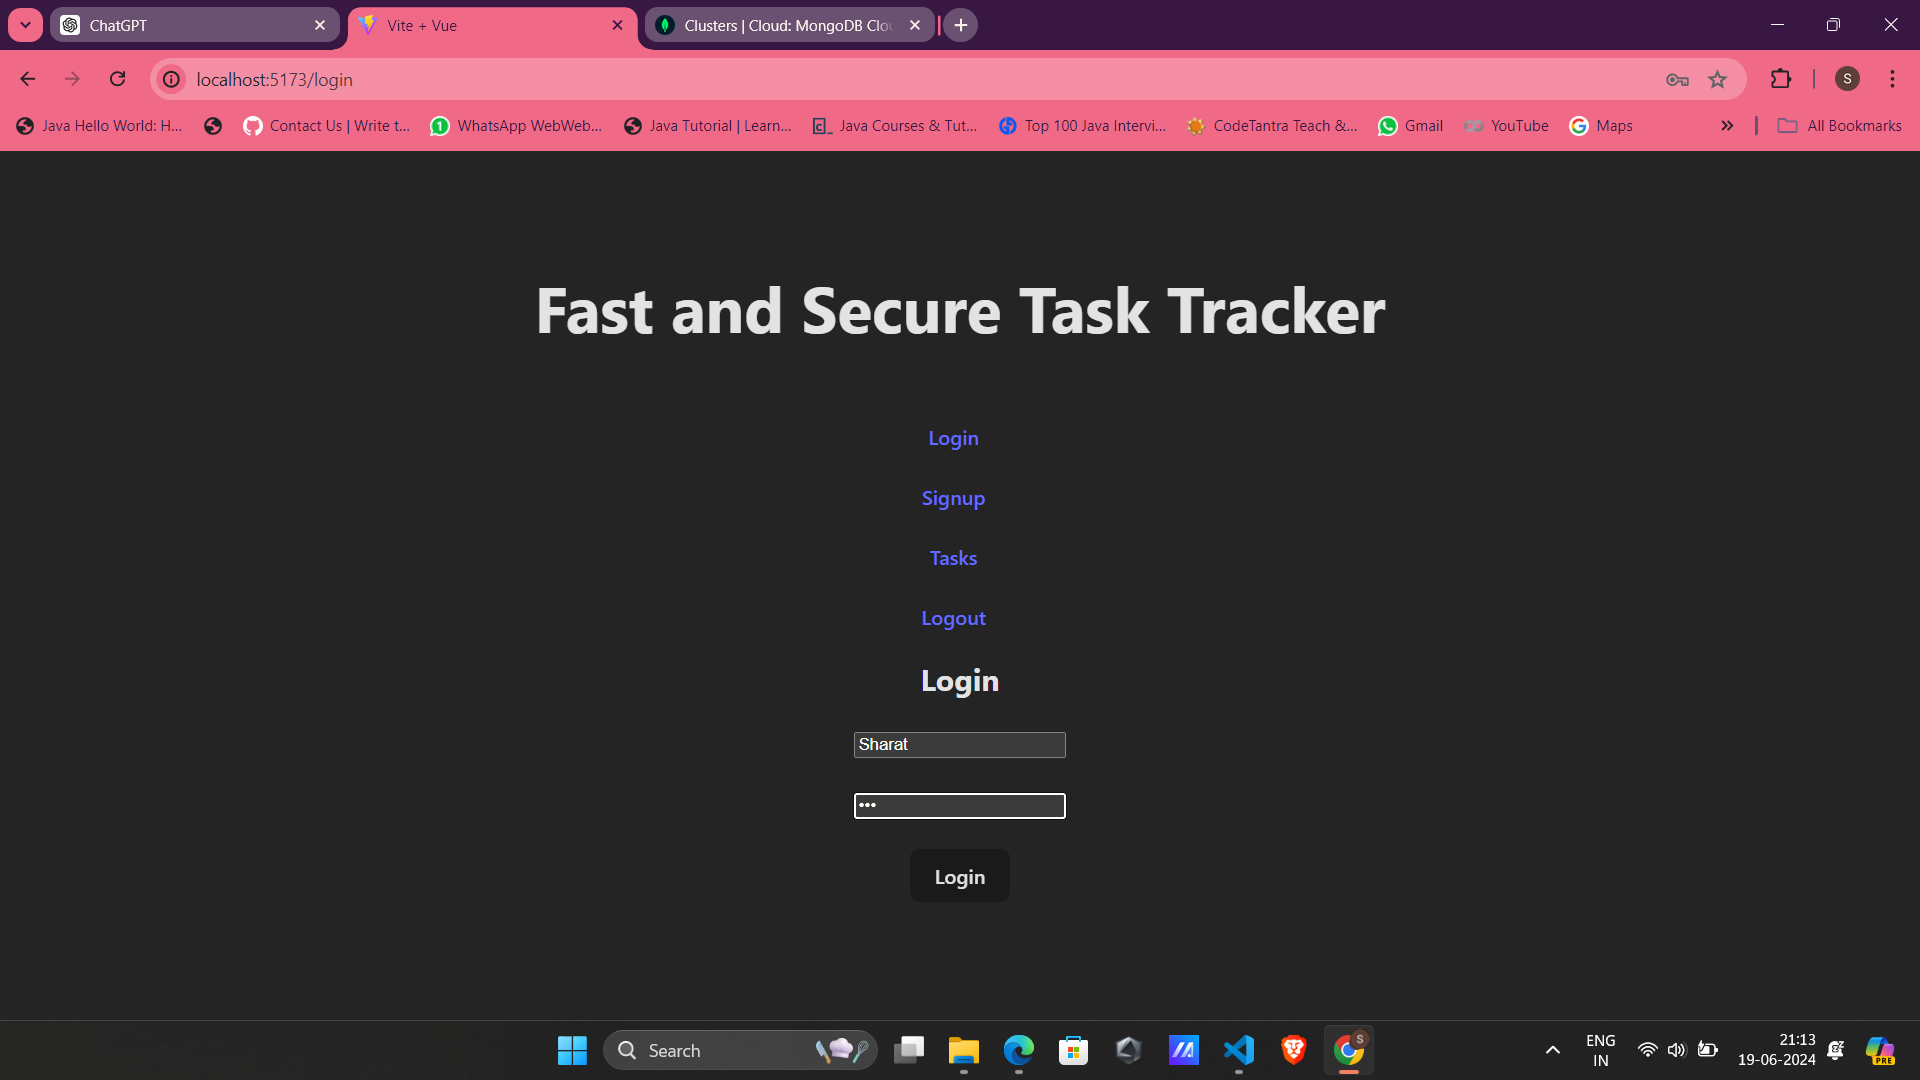 ChatGPT
Vite + Vue
Clusters | Cloud: MongoDB Clou
localhost:5173/login
S
Java Hello World: H...
Contact Us | Write t...
1
WhatsApp WebWeb...
Java Tutorial | Learn...
Java Courses & Tut...
Top 100 Java Intervi...
CodeTantra Teach &...
Gmail
YouTube
Maps
All Bookmarks
Fast and Secure Task Tracker
Login
Signup
Tasks
Logout
Login
Sharat
•••
Login
Search
S
ENG
IN
21:13
19-06-2024
PRE